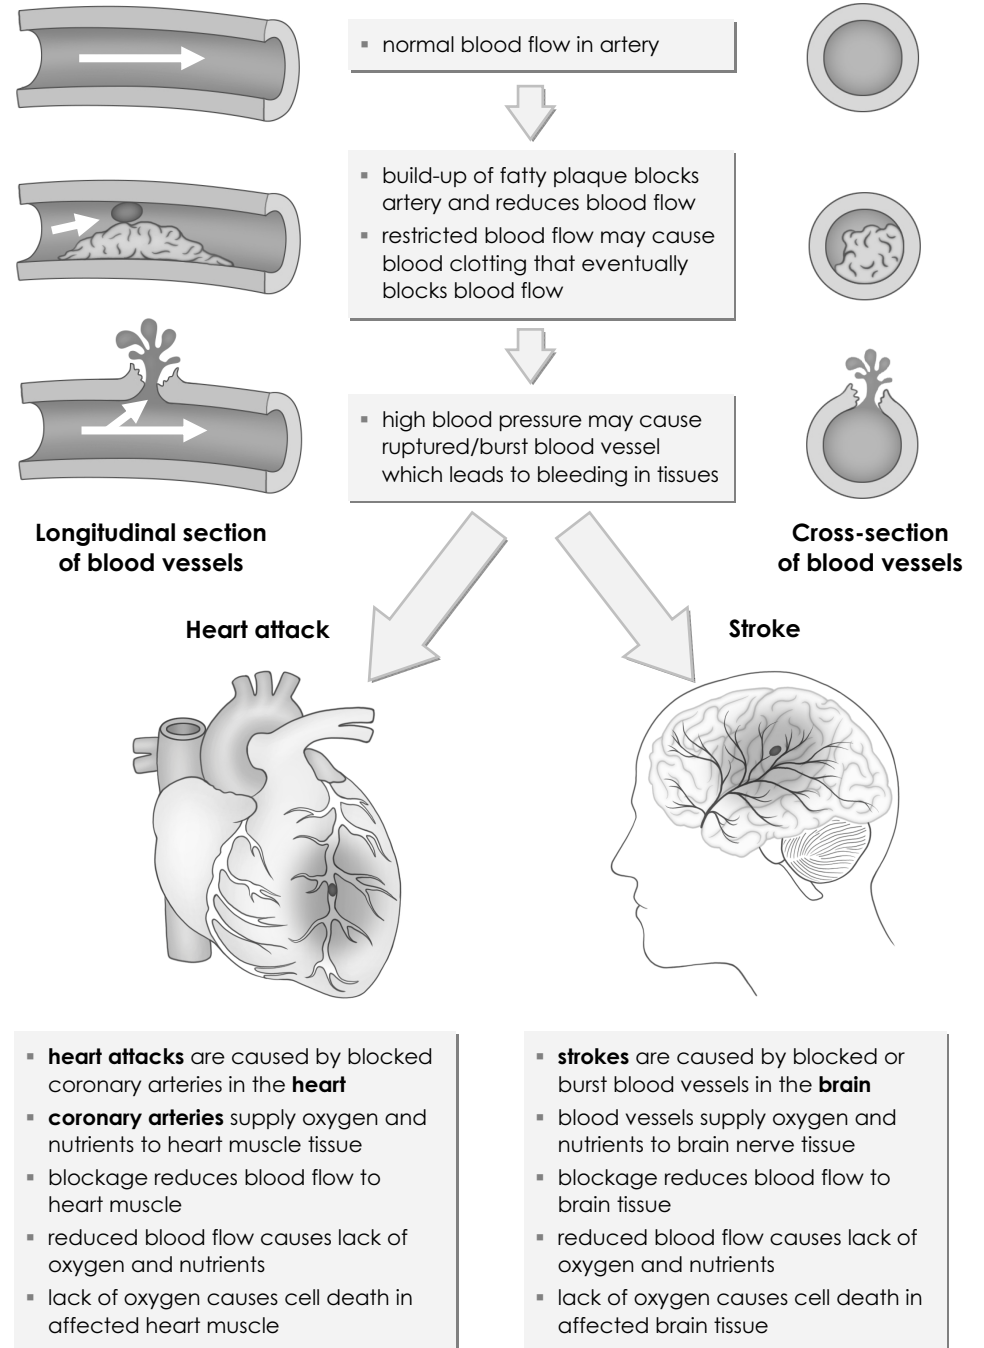 ▪ normal blood flow in artery
▪ build-up of fatty plaque blocks
artery and reduces blood flow
▪ restricted blood flow may cause
blood clotting that eventually
blocks blood flow
▪ high blood pressure may cause
ruptured/burst blood vessel
which leads to bleeding in tissues
Longitudinal section
of blood vessels
Cross-section
of blood vessels
Heart attack
Stroke
▪ heart attacks are caused by blocked
coronary arteries in the heart
▪ coronary arteries supply oxygen and
nutrients to heart muscle tissue
▪ blockage reduces blood flow to
heart muscle
▪ reduced blood flow causes lack of
oxygen and nutrients
▪ lack of oxygen causes cell death in
affected heart muscle
▪ strokes are caused by blocked or
burst blood vessels in the brain
▪ blood vessels supply oxygen and
nutrients to brain nerve tissue
▪ blockage reduces blood flow to
brain tissue
▪ reduced blood flow causes lack of
oxygen and nutrients
▪ lack of oxygen causes cell death in
affected brain tissue